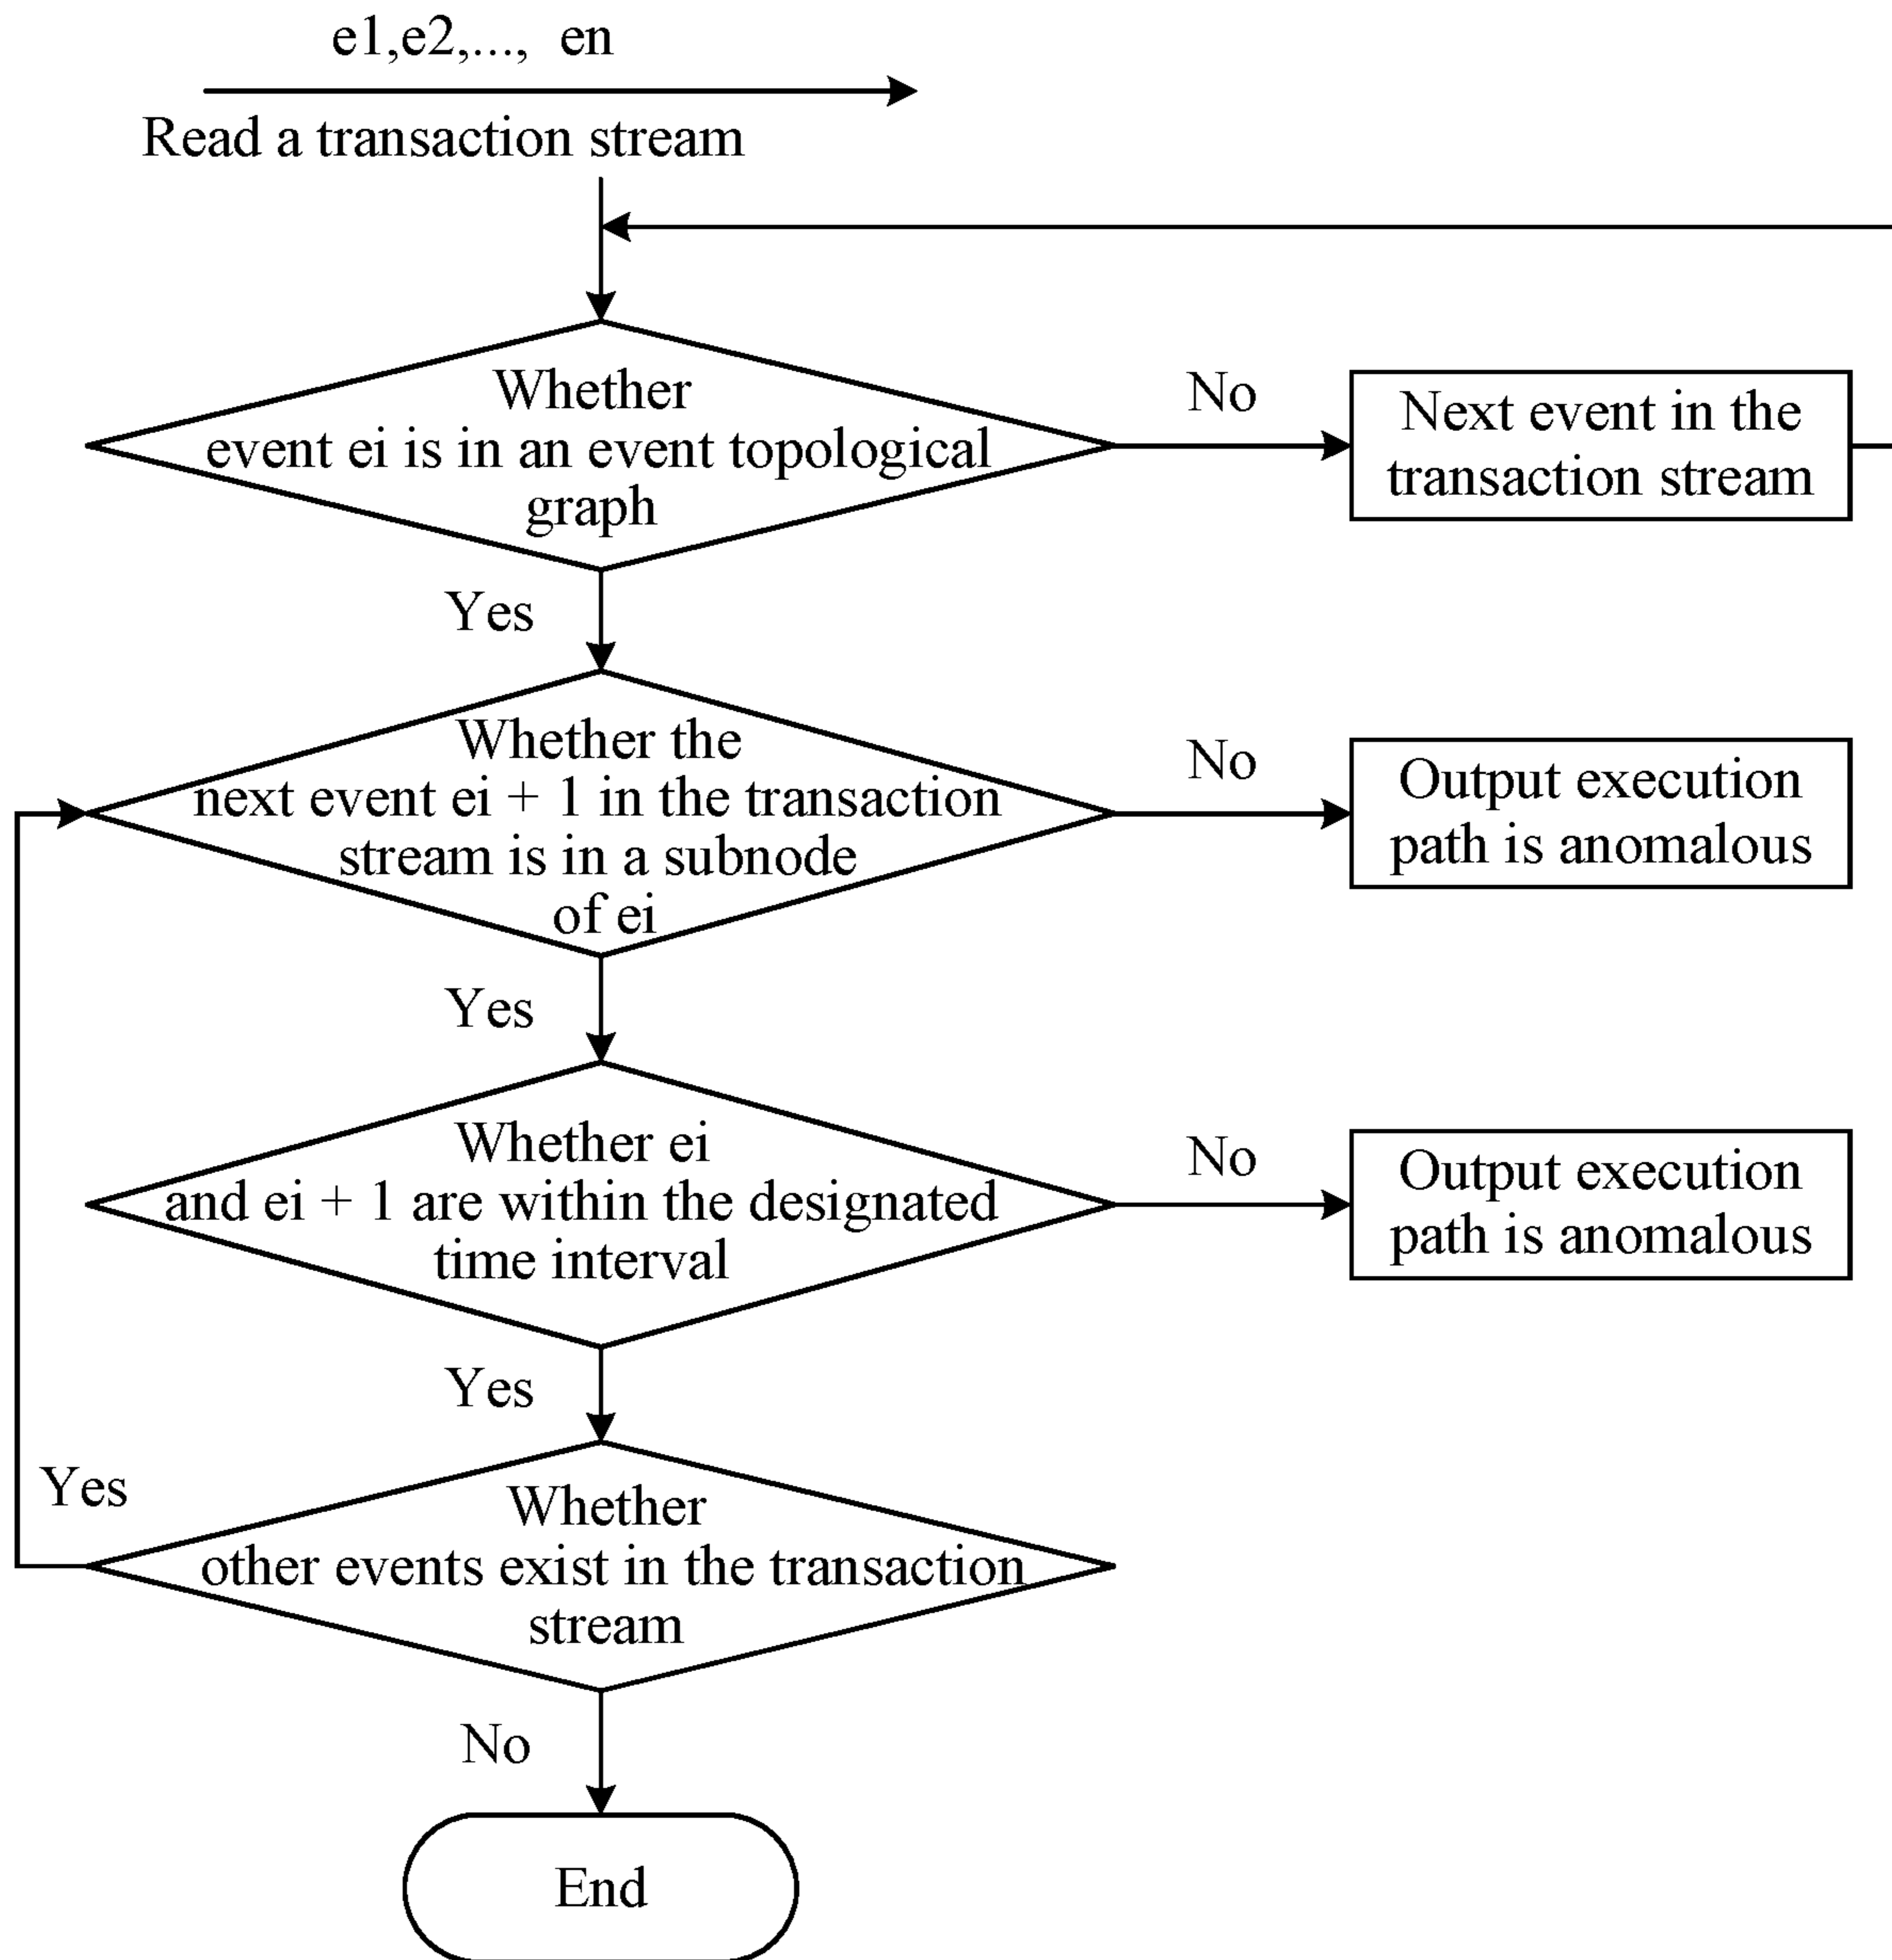 e1,e2,..., en
Read a transaction stream
Whether
event ei is in an event topological
graph
No
Next event in the
transaction stream
Yes
Whether the
next event ei + 1 in the transaction
stream is in a subnode
of ei
No
Output execution
path is anomalous
Yes
Whether ei
and ei + 1 are within the designated
time interval
No
Output execution
path is anomalous
Yes
Yes
Whether
other events exist in the transaction
stream
No
End